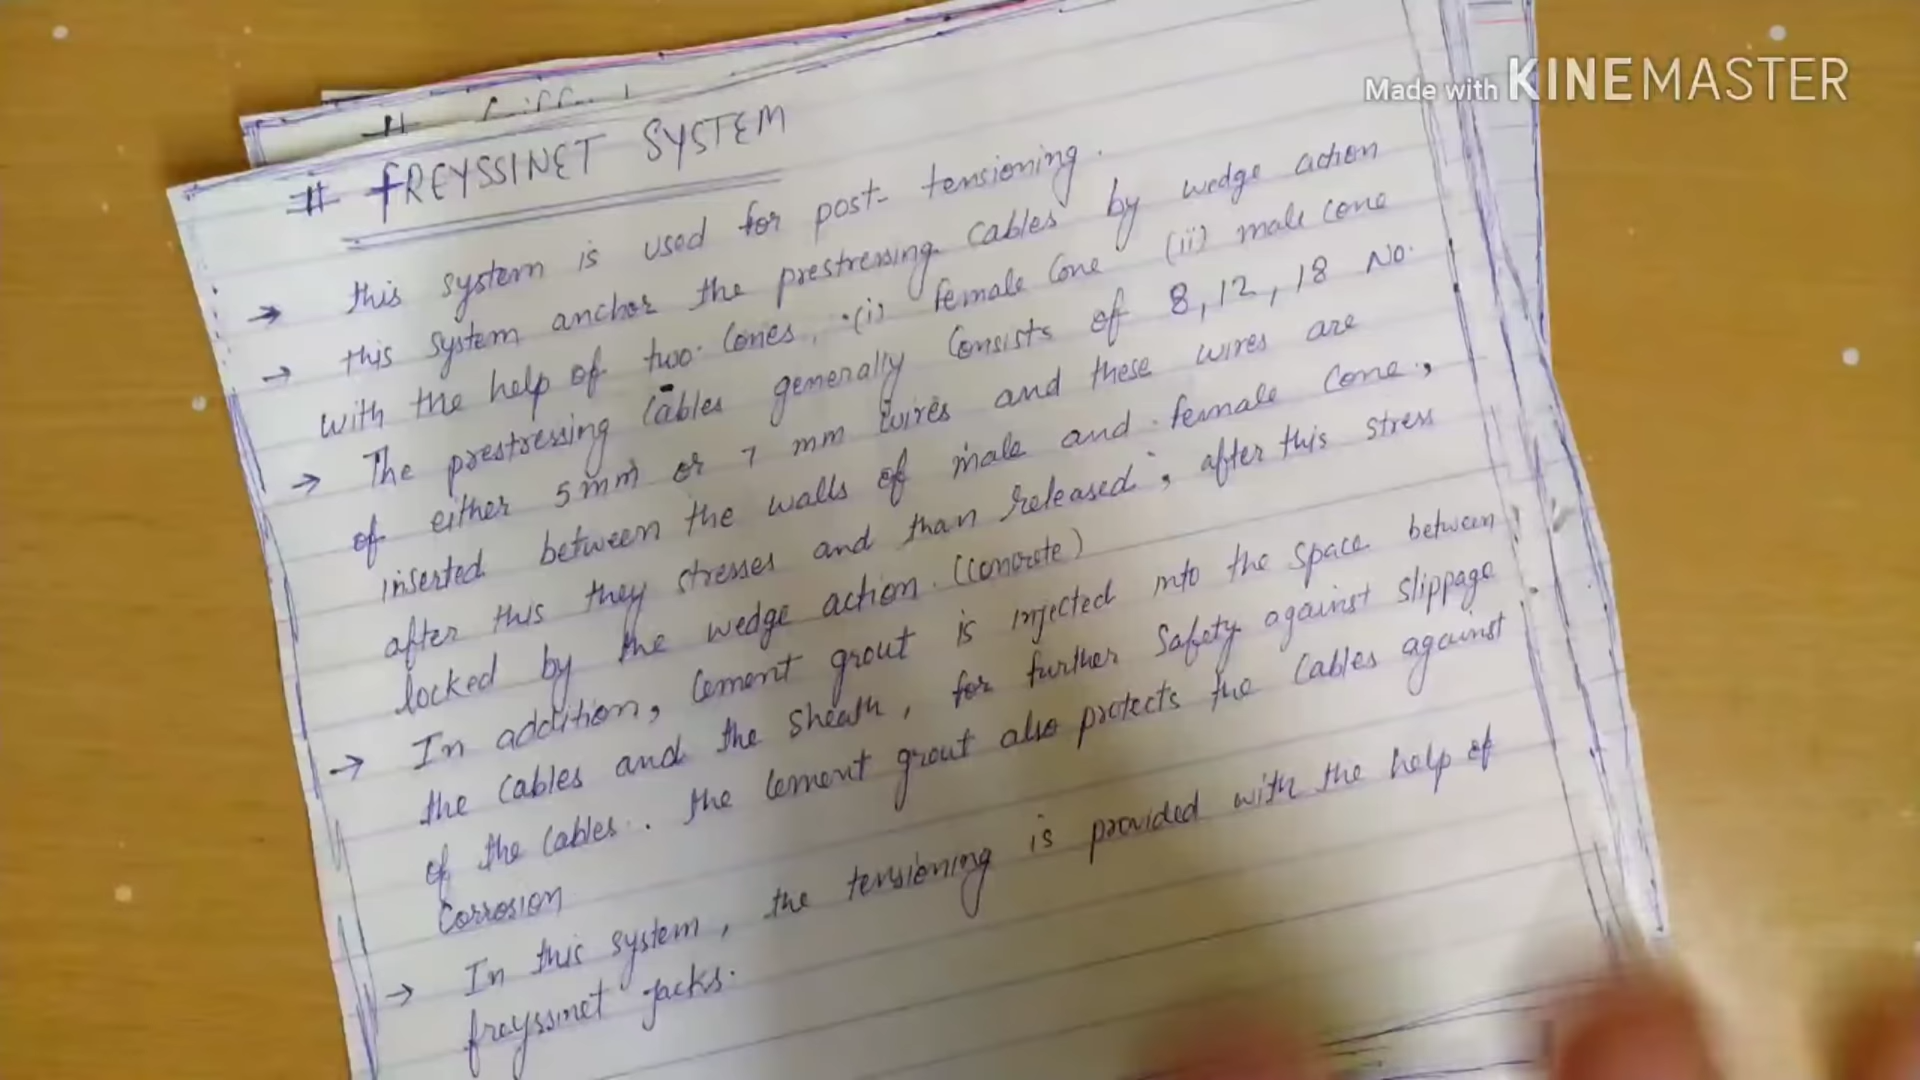 Made with KINEMASTER
# FREYSSINET SYSTEM
→ this system is used for post- tensioning.
→ this system anchor the prestressing cables by wedge action
with the help of two cones, (i) female cone (ii) male cone
→ The prestressing cables generally consists of 8, 12, 18 No.
of either 5mm or 7 mm wires and these wires are
inserted between the walls of male and female cone,
after this they stresses and than released, after this stress
locked by the wedge action. (concrete)
→ In addition, cement grout is injected into the space between
the cables and the sheath, for further safety against slippage
of the cables. the cement grout also protects the cables against
corrosion
→ In this system, the tensioning is provided with the help of
freyssinet jacks.